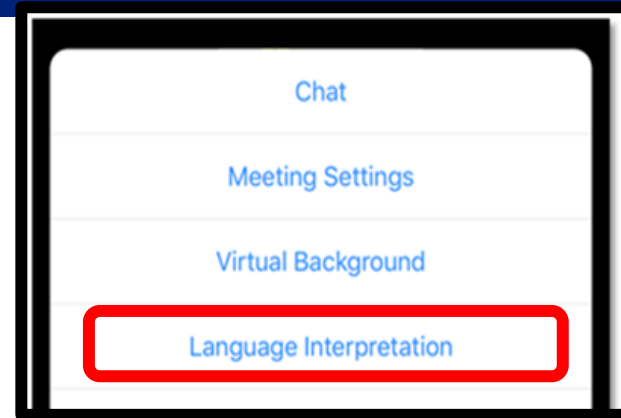 Chat
Meeting Settings
Virtual Background
Language Interpretation